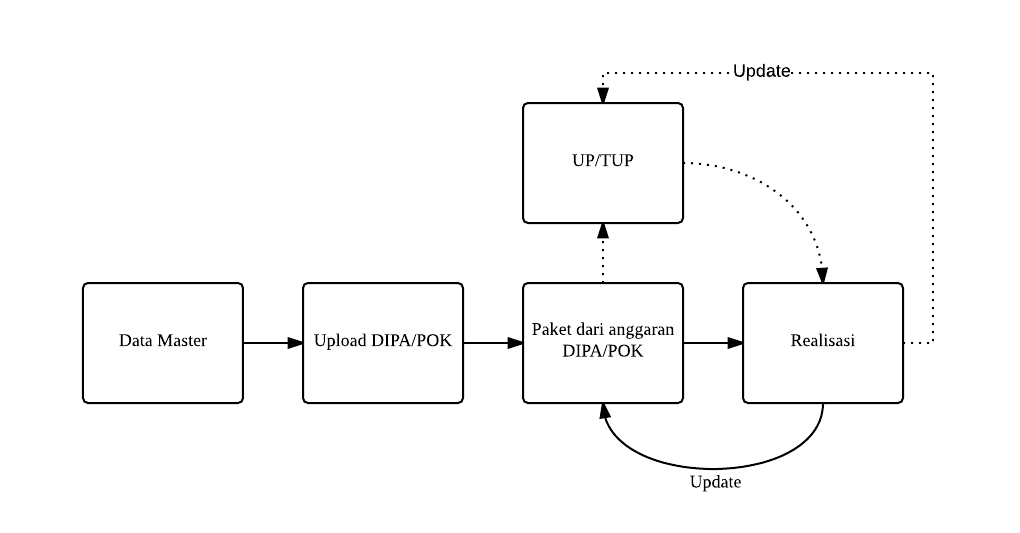 Update
UP/TUP
Data Master
Upload DIPA/POK
Paket dari anggaran
DIPA/POK
Realisasi
Update